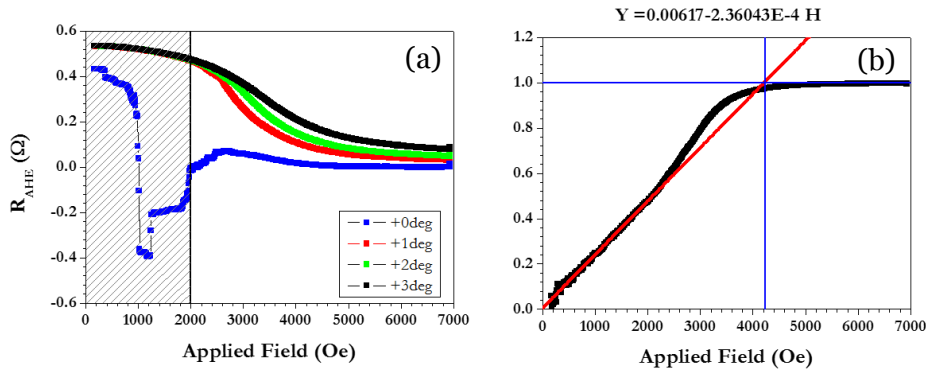 Y =0.00617-2.36043E-4 H
(a)
0.6
0.4
0.2
0.0
-0.2
-0.4
-0.6
R_AHE (Ω)
+0deg
+1deg
+2deg
+3deg
0 1000 2000 3000 4000 5000 6000 7000
Applied Field (Oe)
(b)
1.2
1.0
0.8
0.6
0.4
0.2
0.0
0 1000 2000 3000 4000 5000 6000 7000
Applied Field (Oe)